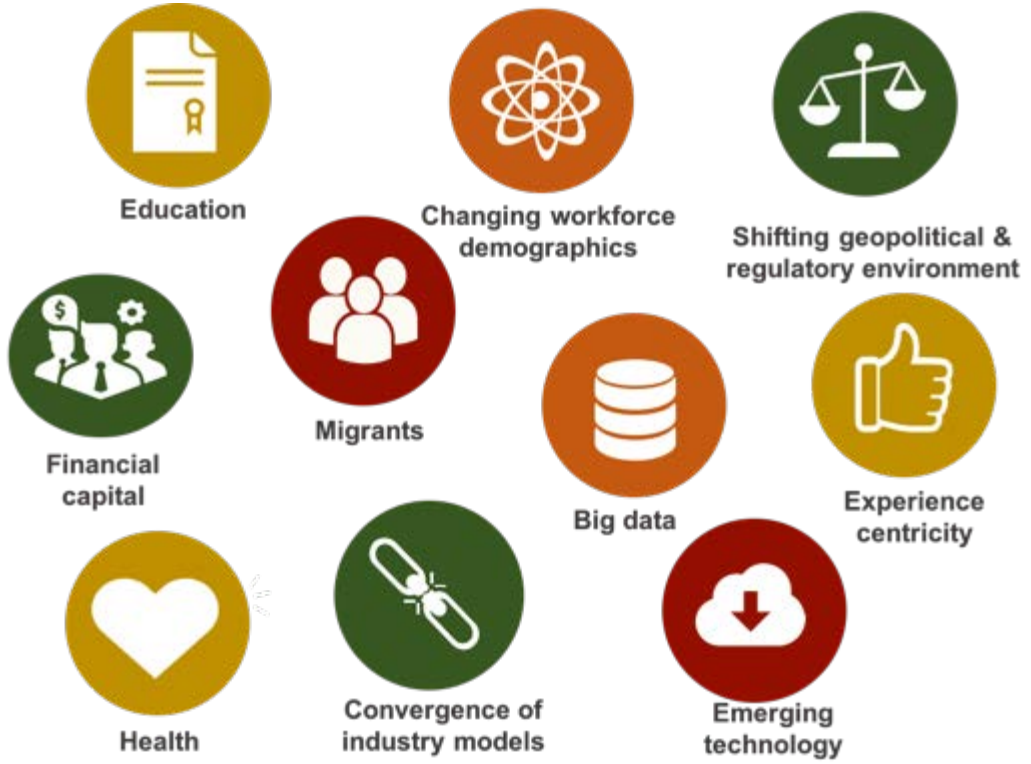 Education
Changing workforce
demographics
Shifting geopolitical &
regulatory environment
$
Financial
capital
Migrants
Big data
Experience
centricity
Health
Convergence of
industry models
Emerging
technology